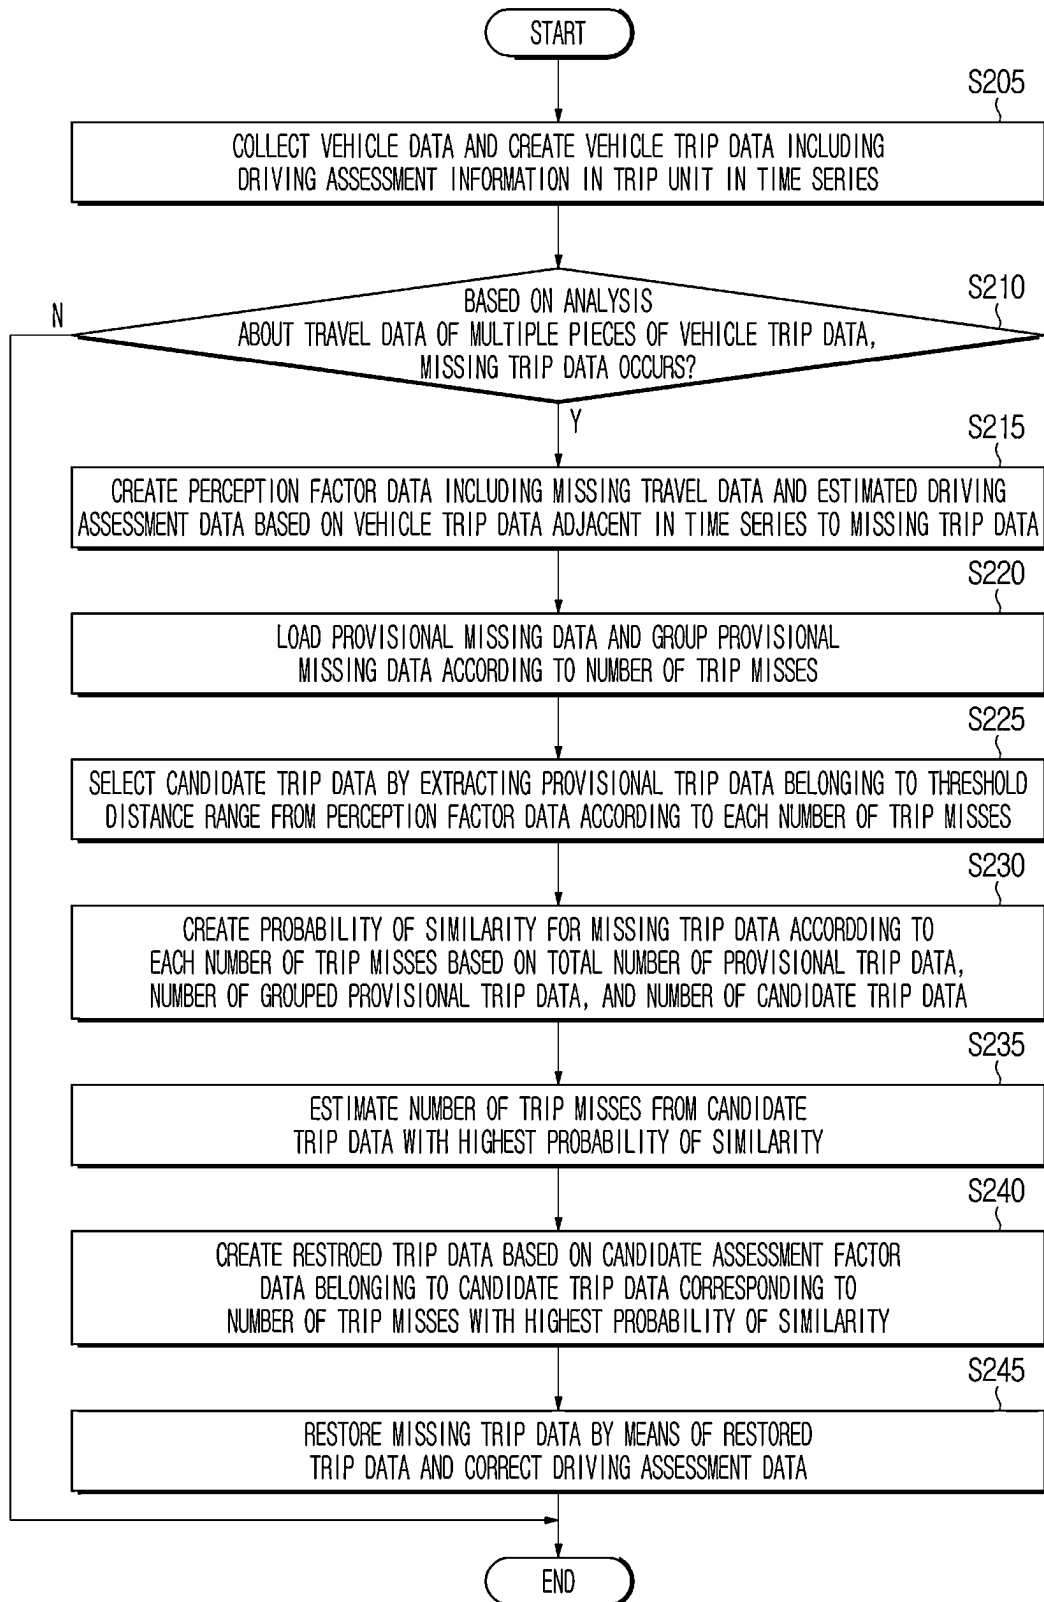 START
S205
COLLECT VEHICLE DATA AND CREATE VEHICLE TRIP DATA INCLUDING
DRIVING ASSESSMENT INFORMATION IN TRIP UNIT IN TIME SERIES
S210
N
BASED ON ANALYSIS
ABOUT TRAVEL DATA OF MULTIPLE PIECES OF VEHICLE TRIP DATA,
MISSING TRIP DATA OCCURS?
Y
S215
CREATE PERCEPTION FACTOR DATA INCLUDING MISSING TRAVEL DATA AND ESTIMATED DRIVING
ASSESSMENT DATA BASED ON VEHICLE TRIP DATA ADJACENT IN TIME SERIES TO MISSING TRIP DATA
S220
LOAD PROVISIONAL MISSING DATA AND GROUP PROVISIONAL
MISSING DATA ACCORDING TO NUMBER OF TRIP MISSES
S225
SELECT CANDIDATE TRIP DATA BY EXTRACTING PROVISIONAL TRIP DATA BELONGING TO THRESHOLD
DISTANCE RANGE FROM PERCEPTION FACTOR DATA ACCORDING TO EACH NUMBER OF TRIP MISSES
S230
CREATE PROBABILITY OF SIMILARITY FOR MISSING TRIP DATA ACCORDDING TO
EACH NUMBER OF TRIP MISSES BASED ON TOTAL NUMBER OF PROVISIONAL TRIP DATA,
NUMBER OF GROUPED PROVISIONAL TRIP DATA, AND NUMBER OF CANDIDATE TRIP DATA
S235
ESTIMATE NUMBER OF TRIP MISSES FROM CANDIDATE
TRIP DATA WITH HIGHEST PROBABILITY OF SIMILARITY
S240
CREATE RESTROED TRIP DATA BASED ON CANDIDATE ASSESSMENT FACTOR
DATA BELONGING TO CANDIDATE TRIP DATA CORRESPONDING TO
NUMBER OF TRIP MISSES WITH HIGHEST PROBABILITY OF SIMILARITY
S245
RESTORE MISSING TRIP DATA BY MEANS OF RESTORED
TRIP DATA AND CORRECT DRIVING ASSESSMENT DATA
END